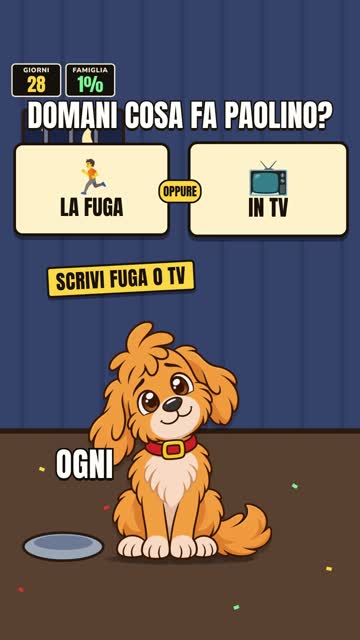 GIORNI
28
FAMIGLIA
1%
DOMANI COSA FA PAOLINO?
LA FUGA
OPPURE
IN TV
SCRIVI FUGA O TV
OGNI